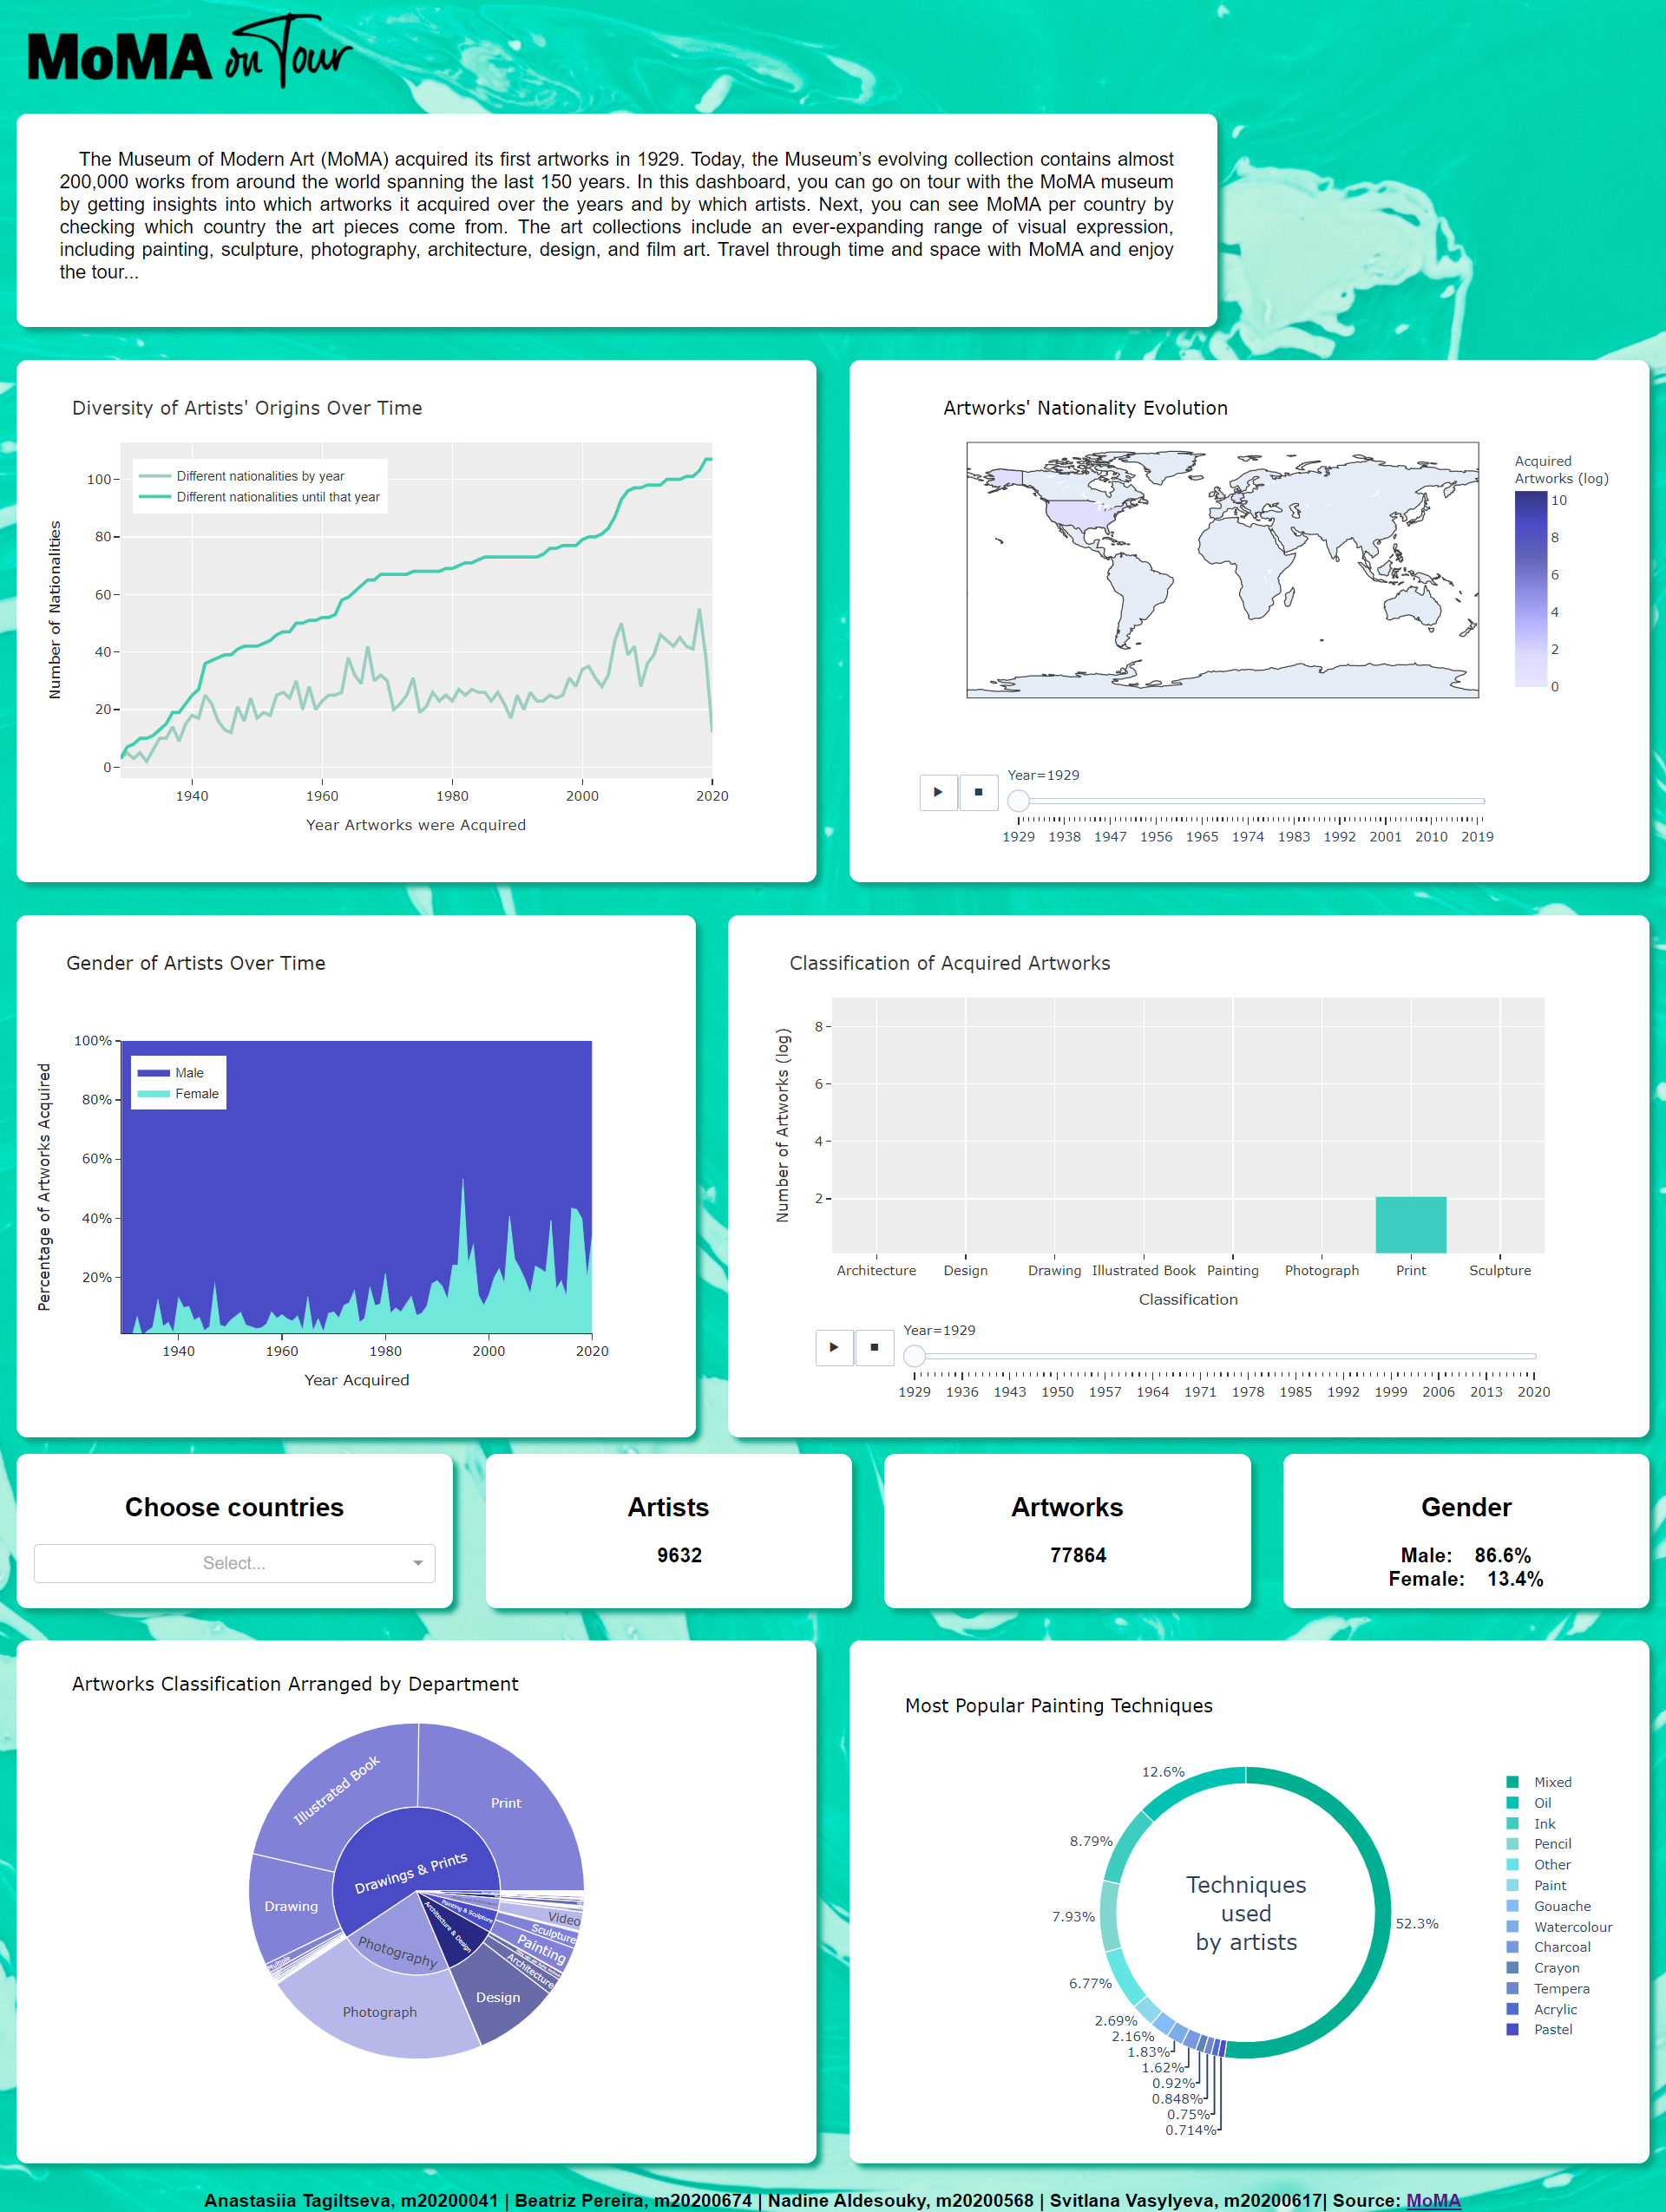 MoMA on Tour
The Museum of Modern Art (MoMA) acquired its first artworks in 1929. Today, the Museum's evolving collection contains almost
200,000 works from around the world spanning the last 150 years. In this dashboard, you can go on tour with the MoMA museum
by getting insights into which artworks it acquired over the years and by which artists. Next, you can see MoMA per country by
checking which country the art pieces come from. The art collections include an ever-expanding range of visual expression,
including painting, sculpture, photography, architecture, design, and film art. Travel through time and space with MoMA and enjoy
the tour...
Diversity of Artists' Origins Over Time
Different nationalities by year
Different nationalities until that year
Number of Nationalities
100
80
60
40
20
0
1940 1960 1980 2000 2020
Year Artworks were Acquired
Artworks' Nationality Evolution
Acquired
Artworks (log)
10
8
6
4
2
0
Year=1929
▶ ■
1929 1938 1947 1956 1965 1974 1983 1992 2001 2010 2019
Gender of Artists Over Time
Percentage of Artworks Acquired
100%
80%
60%
40%
20%
Male
Female
1940 1960 1980 2000 2020
Year Acquired
Classification of Acquired Artworks
Number of Artworks (log)
8
6
4
2
Architecture Design Drawing Illustrated Book Painting Photograph Print Sculpture
Classification
Year=1929
▶ ■
1929 1936 1943 1950 1957 1964 1971 1978 1985 1992 1999 2006 2013 2020
Choose countries
Select...
Artists
9632
Artworks
77864
Gender
Male: 86.6%
Female: 13.4%
Artworks Classification Arranged by Department
Illustrated Book
Print
Drawings & Prints
Drawing
Multiple
Photography
Photograph
Architecture & Design
Painting & Sculpture
Video
Sculpture
Painting
Architecture
Design
Most Popular Painting Techniques
12.6%
8.79%
7.93%
6.77%
2.69%
2.16%
1.83%
1.62%
0.92%
0.848%
0.75%
0.714%
52.3%
Techniques
used
by artists
Mixed
Oil
Ink
Pencil
Other
Paint
Gouache
Watercolour
Charcoal
Crayon
Tempera
Acrylic
Pastel
Anastasiia Tagiltseva, m20200041 | Beatriz Pereira, m20200674 | Nadine Aldesouky, m20200568 | Svitlana Vasylyeva, m20200617| Source: MoMA